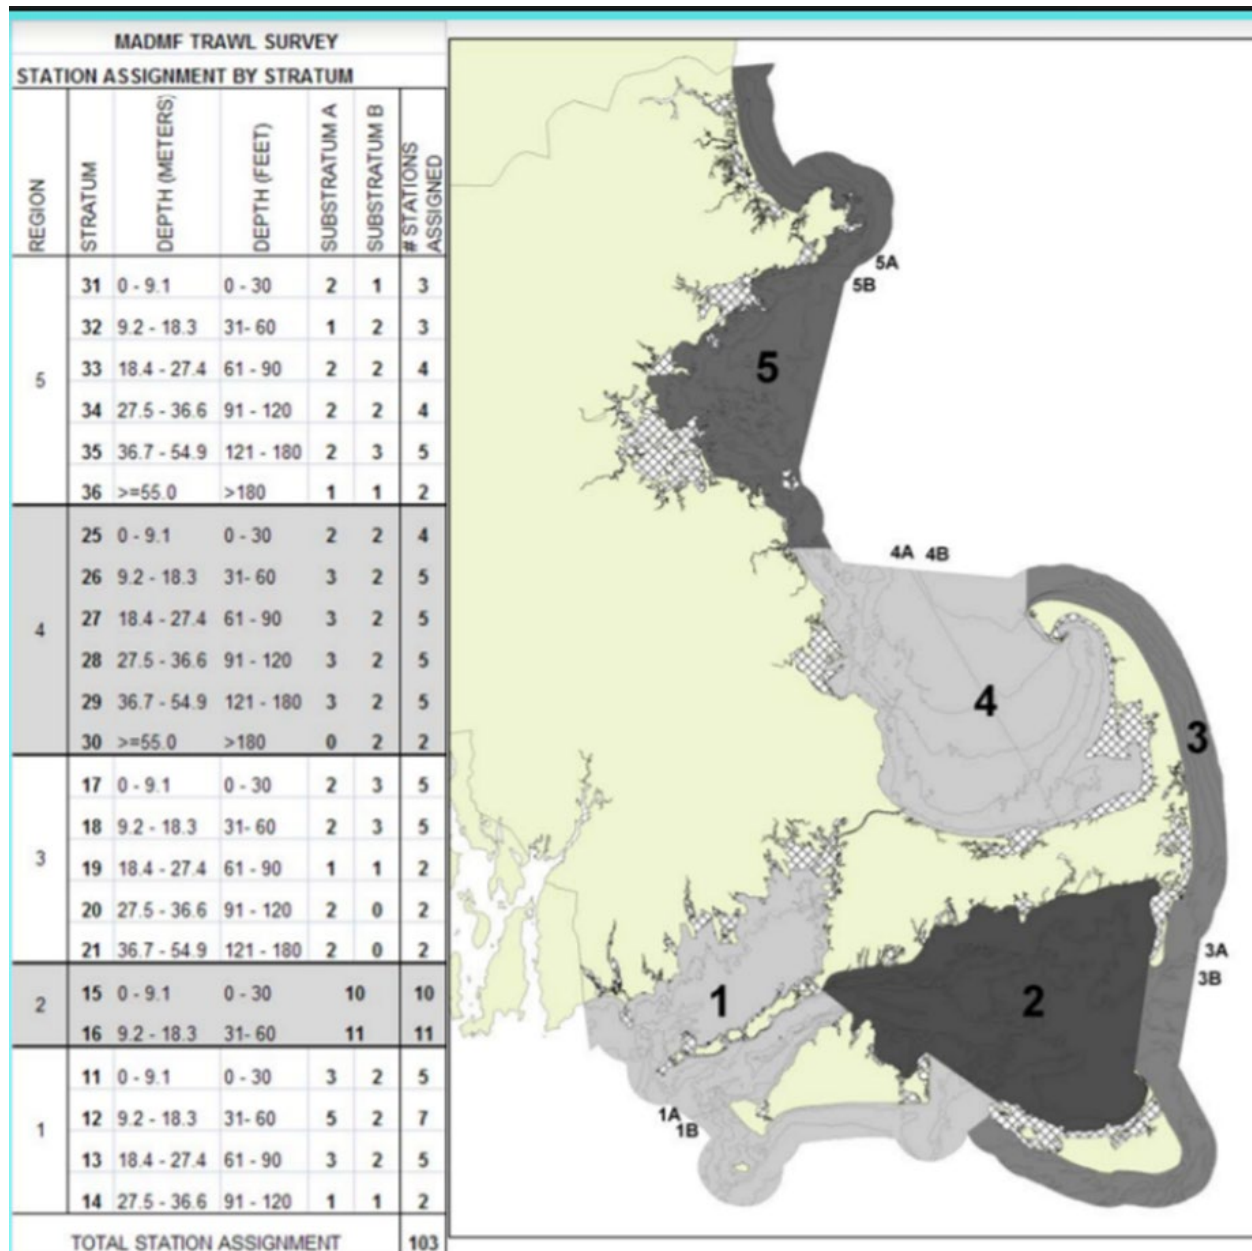 MADMF TRAWL SURVEY
STATION ASSIGNMENT BY STRATUM
REGION STRATUM DEPTH (METERS) DEPTH (FEET) SUBSTRATUM A SUBSTRATUM B # STATIONS ASSIGNED
31 0 - 9.1 0 - 30 2 1 3
32 9.2 - 18.3 31- 60 1 2 3
33 18.4 - 27.4 61 - 90 2 2 4
5
34 27.5 - 36.6 91 - 120 2 2 4
35 36.7 - 54.9 121 - 180 2 3 5
36 >=55.0 >180 1 1 2
25 0 - 9.1 0 - 30 2 2 4
26 9.2 - 18.3 31- 60 3 2 5
27 18.4 - 27.4 61 - 90 3 2 5
4
28 27.5 - 36.6 91 - 120 3 2 5
29 36.7 - 54.9 121 - 180 3 2 5
30 >=55.0 >180 0 2 2
17 0 - 9.1 0 - 30 2 3 5
18 9.2 - 18.3 31- 60 2 3 5
3 19 18.4 - 27.4 61 - 90 1 1 2
20 27.5 - 36.6 91 - 120 2 0 2
21 36.7 - 54.9 121 - 180 2 0 2
2
15 0 - 9.1 0 - 30 10 10
16 9.2 - 18.3 31- 60 11 11
11 0 - 9.1 0 - 30 3 2 5
12 9.2 - 18.3 31- 60 5 2 7
1
13 18.4 - 27.4 61 - 90 3 2 5
14 27.5 - 36.6 91 - 120 1 1 2
TOTAL STATION ASSIGNMENT 103
5A
5B
5
4A 4B
4
3
3A
3B
2
1
1A
1B